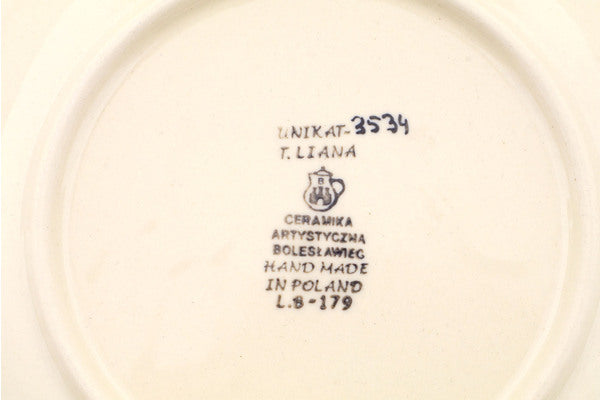 UNIKAT-3534
T. LIANA
B
CERAMIKA
ARTYSTYCZNA
BOLESŁAWIEC
HAND MADE
IN POLAND
L.B-179